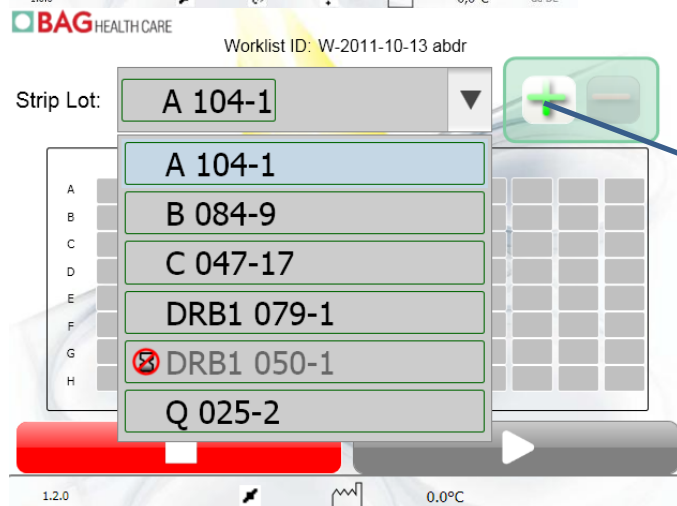 BAG HEALTH CARE
Worklist ID: W-2011-10-13 abdr
Strip Lot: A 104-1
A 104-1
B 084-9
C 047-17
DRB1 079-1
DRB1 050-1
Q 025-2
A
B
C
D
E
F
G
H
1.2.0 0.0°C